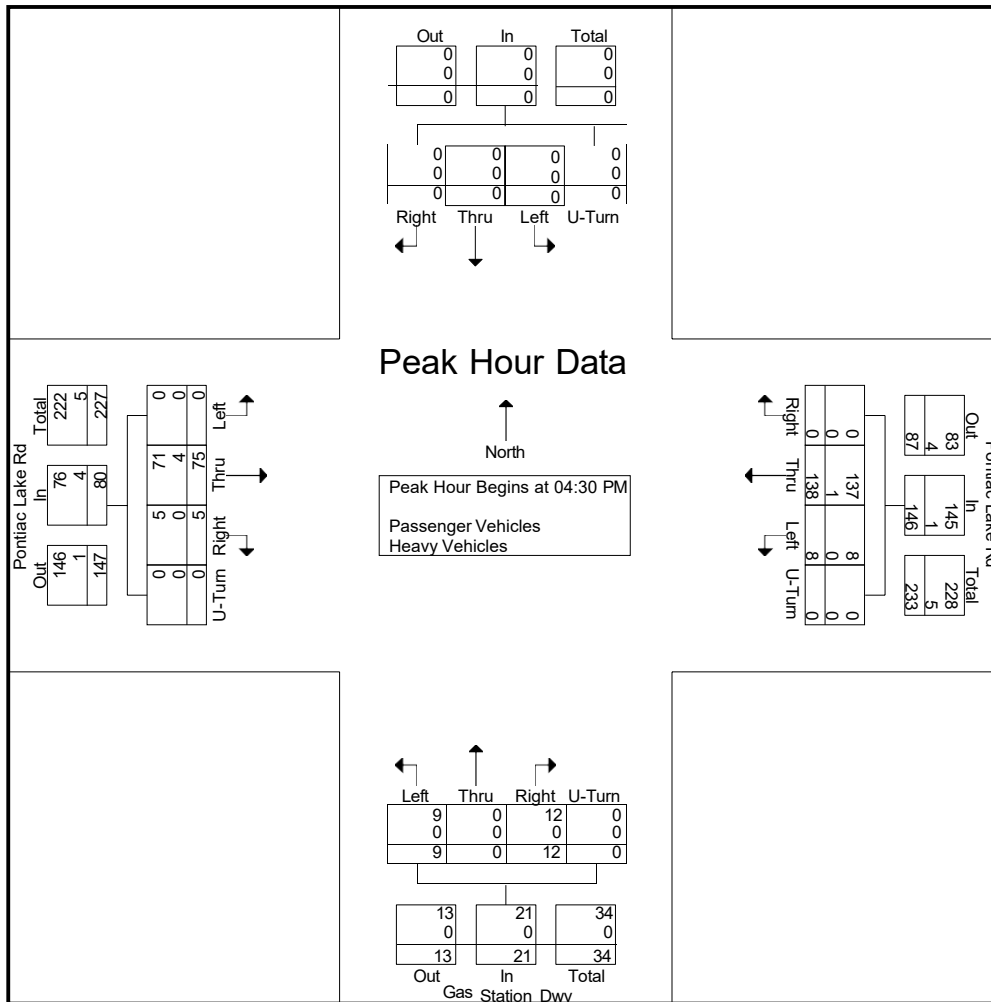 Out In Total
0 0 0
0 0 0
0 0 0
0 0 0 0
0 0 0 0
0 0 0 0
Right Thru Left U-Turn
Peak Hour Data
North
Peak Hour Begins at 04:30 PM
Passenger Vehicles
Heavy Vehicles
Pontiac Lake Rd
Out In Total
146 76 222
1 4 5
147 80 227
U-Turn Right Thru Left
0 5 71 0
0 0 4 0
0 5 75 0
Right Thru Left U-Turn
0 137 8 0
0 1 0 0
0 138 8 0
Out In Total
83 145 228
4 1 5
87 146 233
Pontiac Lake Rd
Left Thru Right U-Turn
9 0 12 0
0 0 0 0
9 0 12 0
13 21 34
0 0 0
13 21 34
Out In Total
Gas Station Dwy